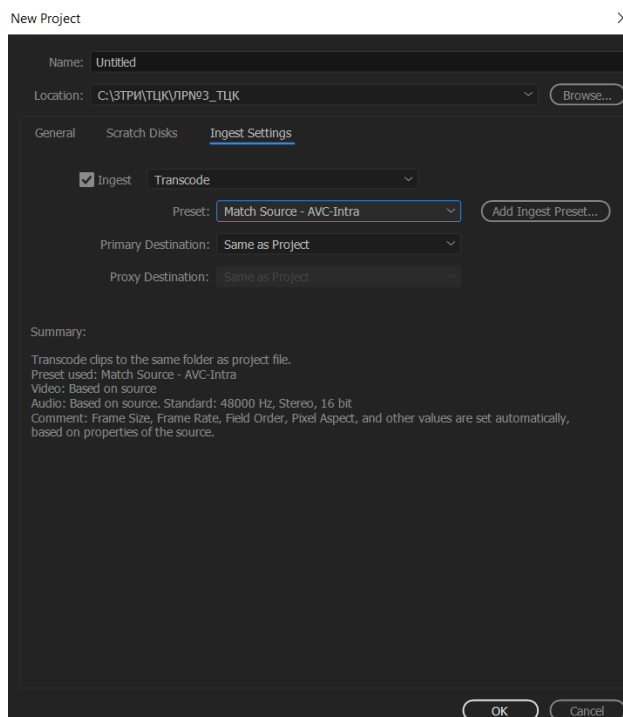 New Project
Name: Untitled
Location: C:\ЗТРИ\ТЦК\ЛР№3_ТЦК Browse...
General Scratch Disks Ingest Settings
Ingest Transcode
Preset: Match Source - AVC-Intra Add Ingest Preset...
Primary Destination: Same as Project
Proxy Destination: Same as Project
Summary:
Transcode clips to the same folder as project file.
Preset used: Match Source - AVC-Intra
Video: Based on source
Audio: Based on source. Standard: 48000 Hz, Stereo, 16 bit
Comment: Frame Size, Frame Rate, Field Order, Pixel Aspect, and other values are set automatically,
based on properties of the source.
OK Cancel